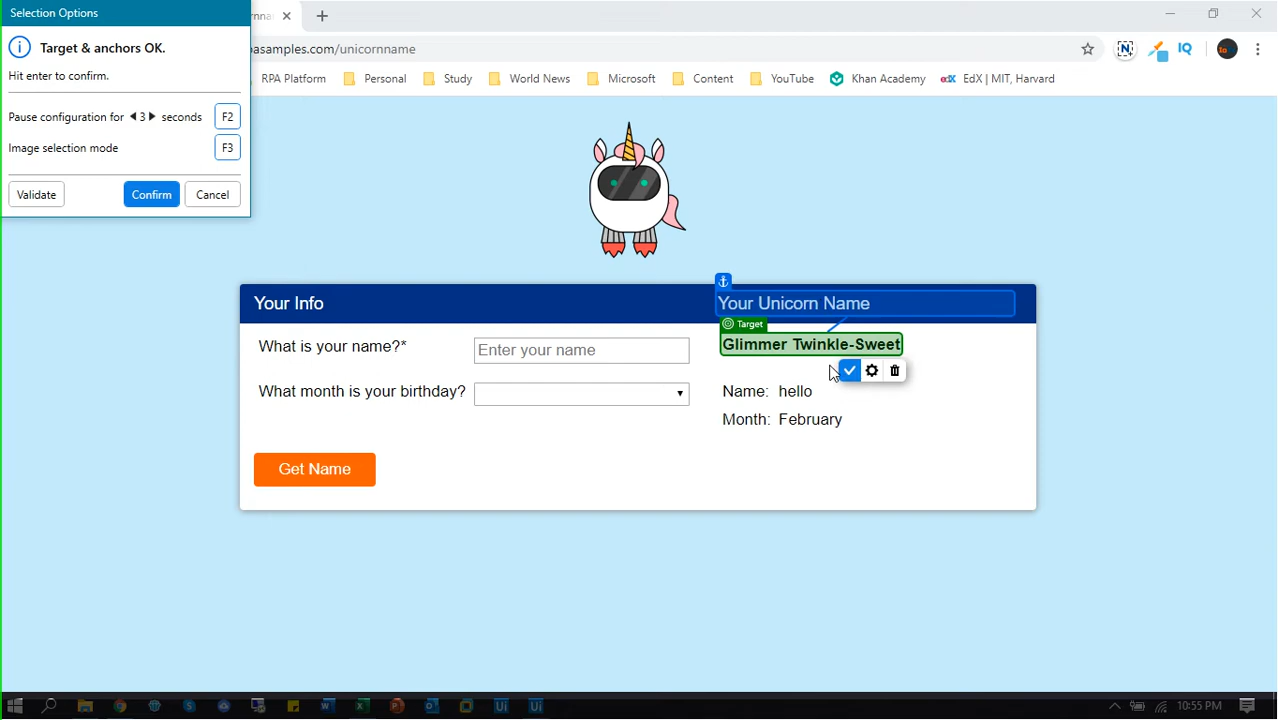 Selection Options
Target & anchors OK.
Hit enter to confirm.
Pause configuration for 3 seconds F2
Image selection mode F3
Validate Confirm Cancel
asamples.com/unicornname
RPA Platform Personal Study World News Microsoft Content YouTube Khan Academy edX EdX | MIT, Harvard
N
IQ
Your Info
Your Unicorn Name
Target
Glimmer Twinkle-Sweet
What is your name?* Enter your name
What month is your birthday?
Name: hello
Month: February
Get Name
10:55 PM